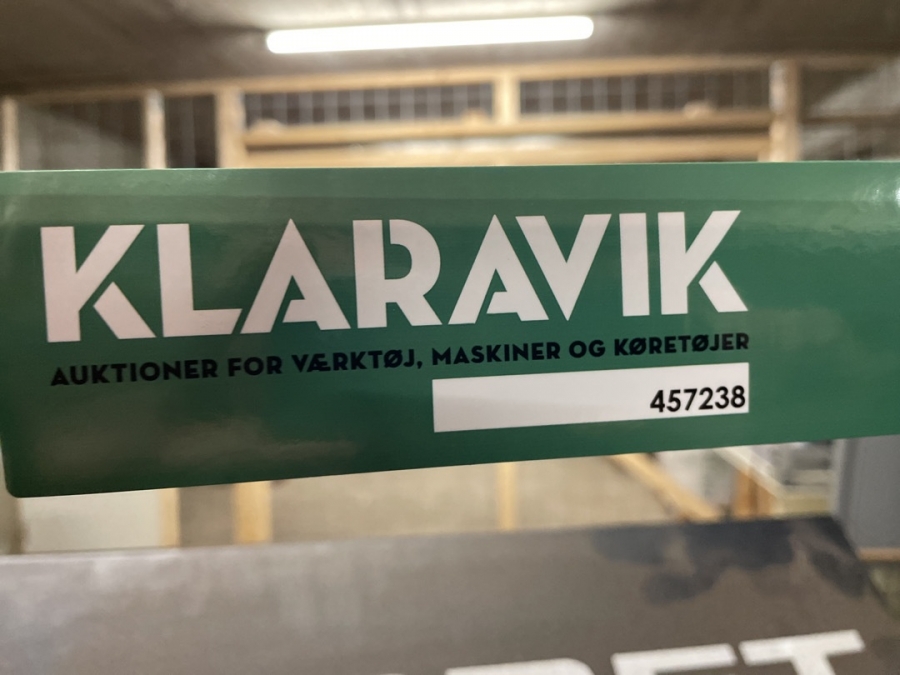 KLARAVIK
AUKTIONER FOR VÆRKTØJ, MASKINER OG KØRETØJER
457238